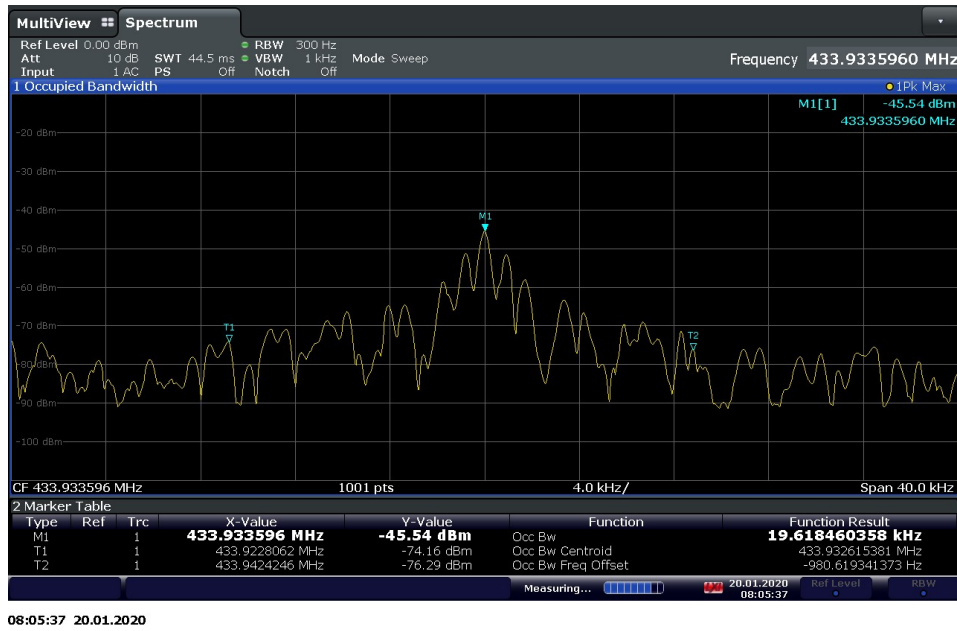 MultiView Spectrum
Ref Level 0.00 dBm RBW 300 Hz
Att 10 dB SWT 44.5 ms VBW 1 kHz Mode Sweep Frequency 433.9335960 MHz
Input 1 AC PS Off Notch Off
1 Occupied Bandwidth 1Pk Max
M1[1] -45.54 dBm
433.9335960 MHz
-20 dBm
-30 dBm
-40 dBm
M1
-50 dBm
-60 dBm
-70 dBm
T1
T2
-80 dBm
-90 dBm
-100 dBm
CF 433.933596 MHz 1001 pts 4.0 kHz/ Span 40.0 kHz
2 Marker Table
Type Ref Trc X-Value Y-Value Function Function Result
M1 1 433.933596 MHz -45.54 dBm Occ Bw 19.618460358 kHz
T1 1 433.9228062 MHz -74.16 dBm Occ Bw Centroid 433.932615381 MHz
T2 1 433.9424246 MHz -76.29 dBm Occ Bw Freq Offset -980.619341373 Hz
Measuring... 20.01.2020 Ref Level RBW
08:05:37
08:05:37 20.01.2020